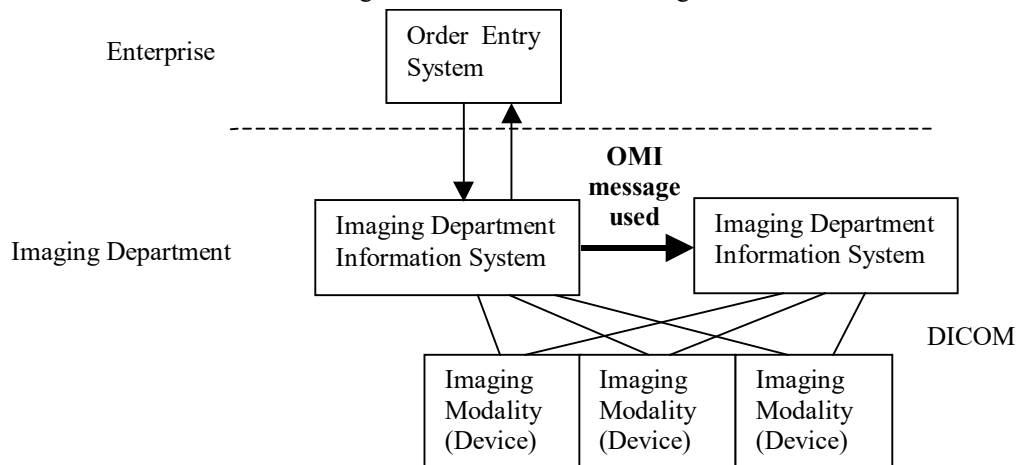 Order Entry
System
Enterprise
OMI
message
used
Imaging Department
Imaging Department
Information System
Imaging Department
Information System
DICOM
Imaging
Modality
(Device)
Imaging
Modality
(Device)
Imaging
Modality
(Device)